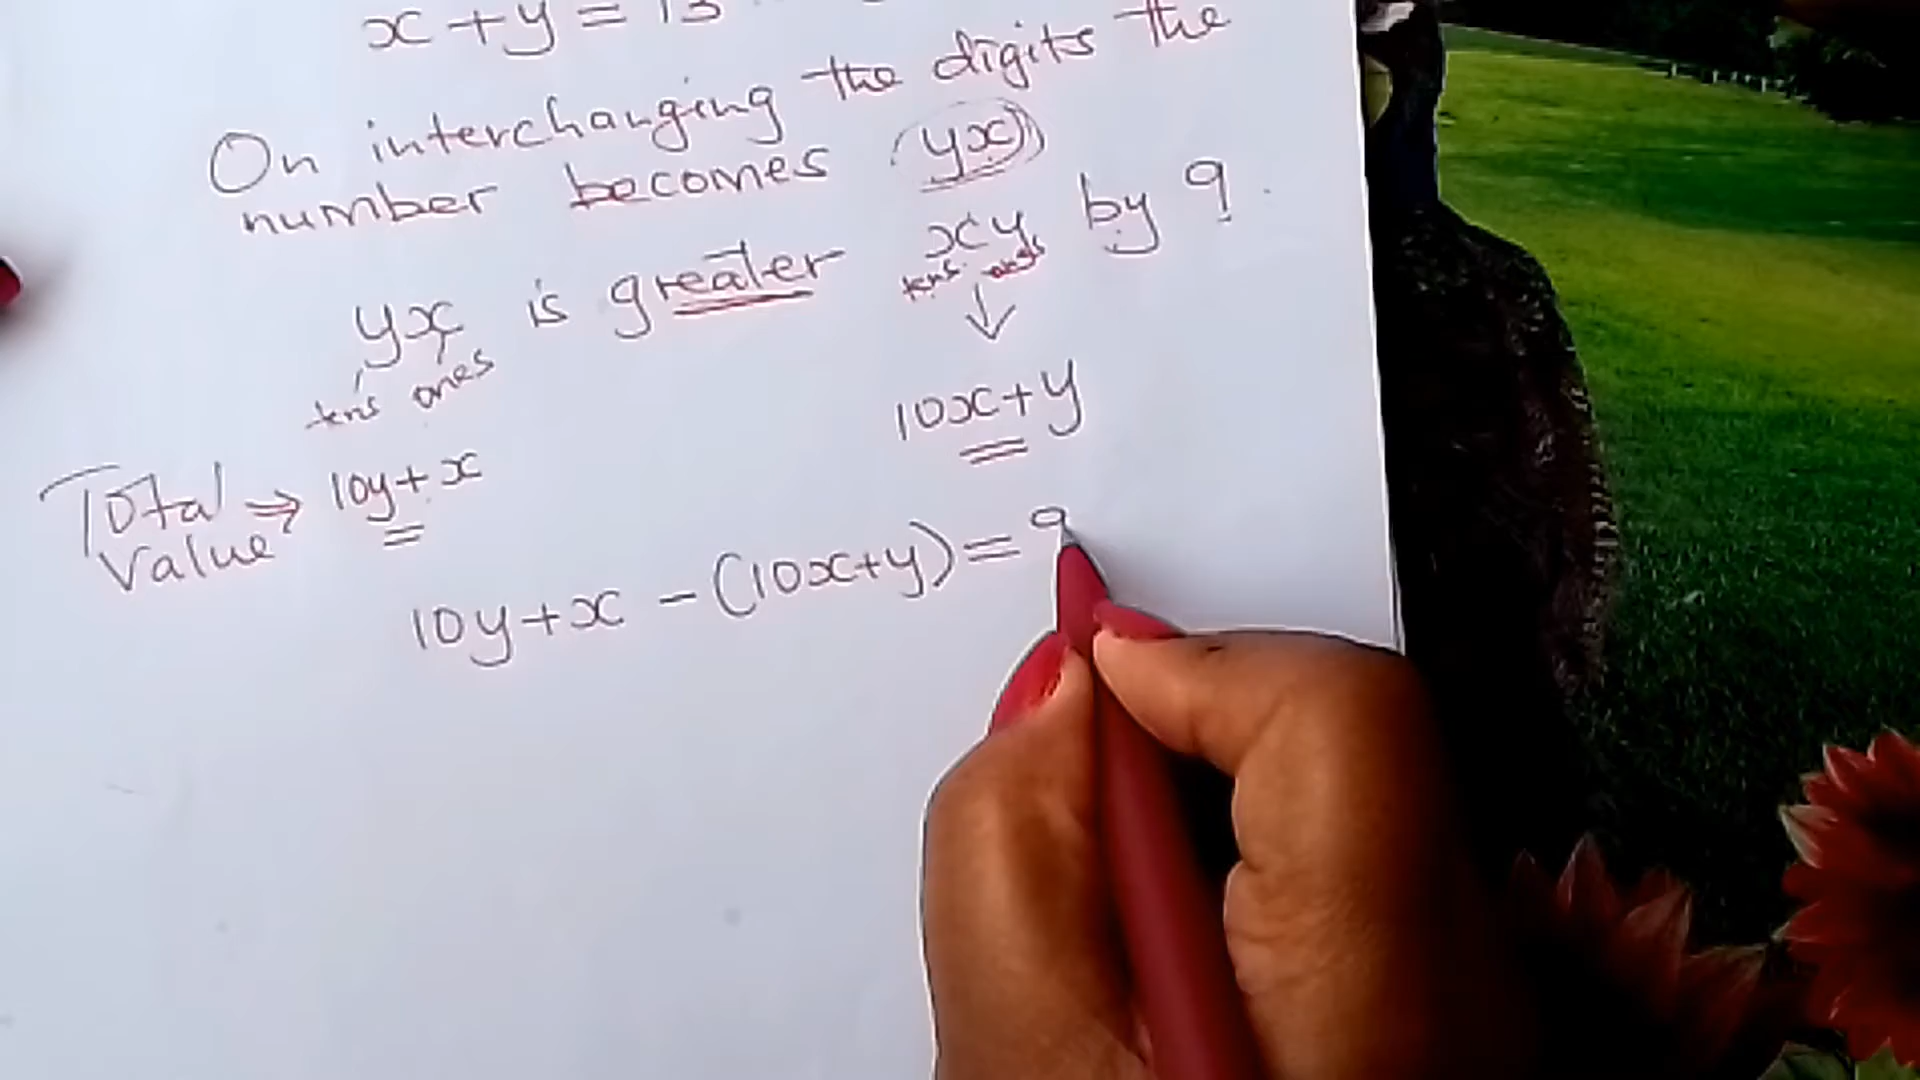 x + y = 13
On interchanging the digits the
number becomes yx
yx is greater xy by 9.
tens ones
tens ones
10x+y
Total Value ⇒ 10y+x
10y+x - (10x+y) = 9